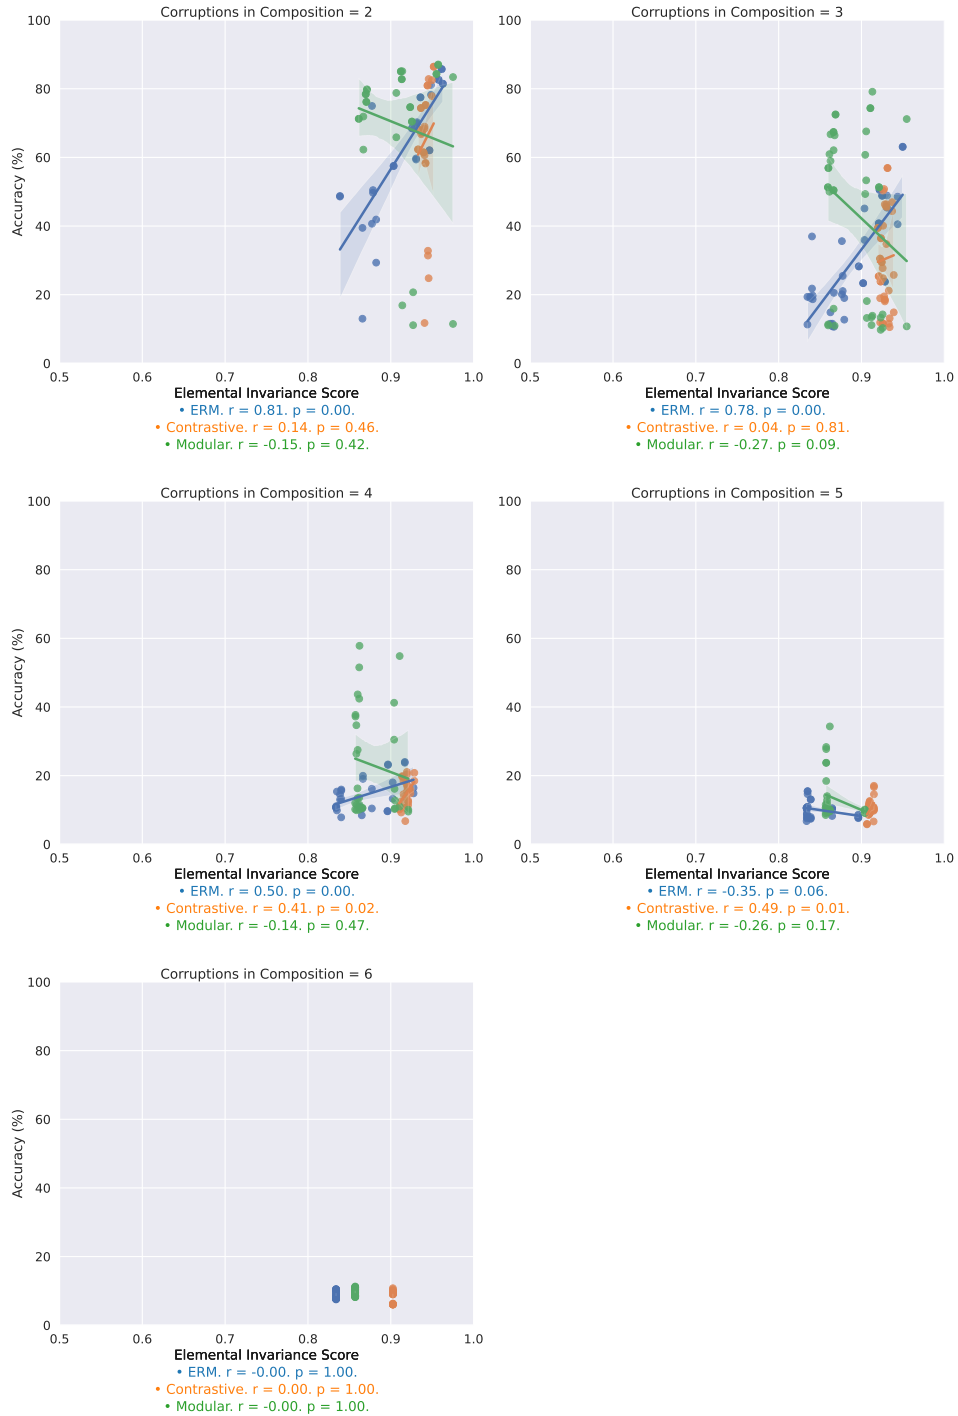 Corruptions in Composition = 2
Corruptions in Composition = 3
100
80
60
40
20
0
Accuracy (%)
0.5 0.6 0.7 0.8 0.9 1.0
Elemental Invariance Score
• ERM. r = 0.81. p = 0.00.
• Contrastive. r = 0.14. p = 0.46.
• Modular. r = -0.15. p = 0.42.
100
80
60
40
20
0
0.5 0.6 0.7 0.8 0.9 1.0
Elemental Invariance Score
• ERM. r = 0.78. p = 0.00.
• Contrastive. r = 0.04. p = 0.81.
• Modular. r = -0.27. p = 0.09.
Corruptions in Composition = 4
100
80
60
40
20
0
Accuracy (%)
0.5 0.6 0.7 0.8 0.9 1.0
Elemental Invariance Score
• ERM. r = 0.50. p = 0.00.
• Contrastive. r = 0.41. p = 0.02.
• Modular. r = -0.14. p = 0.47.
Corruptions in Composition = 5
100
80
60
40
20
0
0.5 0.6 0.7 0.8 0.9 1.0
Elemental Invariance Score
• ERM. r = -0.35. p = 0.06.
• Contrastive. r = 0.49. p = 0.01.
• Modular. r = -0.26. p = 0.17.
Corruptions in Composition = 6
100
80
60
40
20
0
Accuracy (%)
0.5 0.6 0.7 0.8 0.9 1.0
Elemental Invariance Score
• ERM. r = -0.00. p = 1.00.
• Contrastive. r = 0.00. p = 1.00.
• Modular. r = -0.00. p = 1.00.